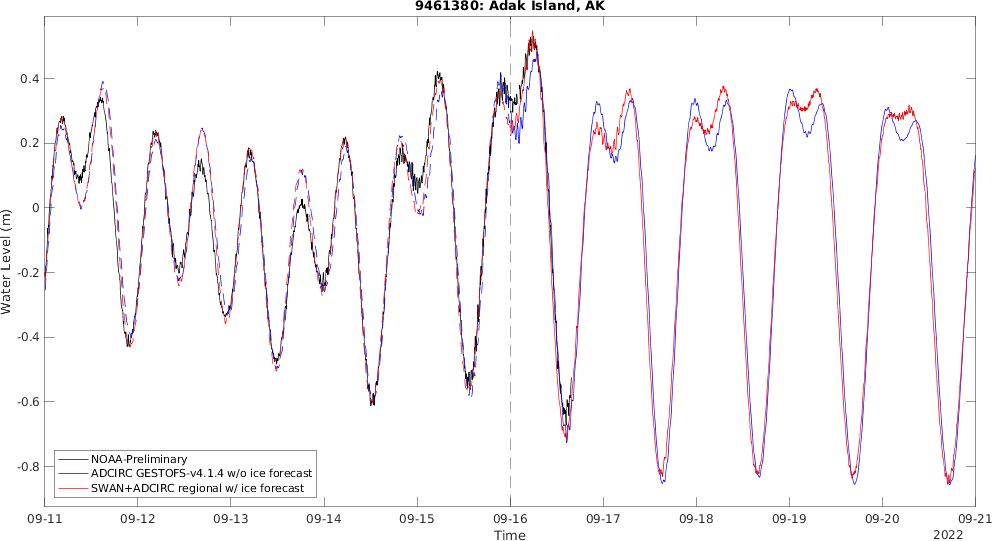 9461380: Adak Island, AK
Water Level (m)
0.4
0.2
0
-0.2
-0.4
-0.6
-0.8
NOAA-Preliminary
ADCIRC GESTOFS-v4.1.4 w/o ice forecast
SWAN+ADCIRC regional w/ ice forecast
09-11 09-12 09-13 09-14 09-15 09-16 09-17 09-18 09-19 09-20 09-21
Time
2022